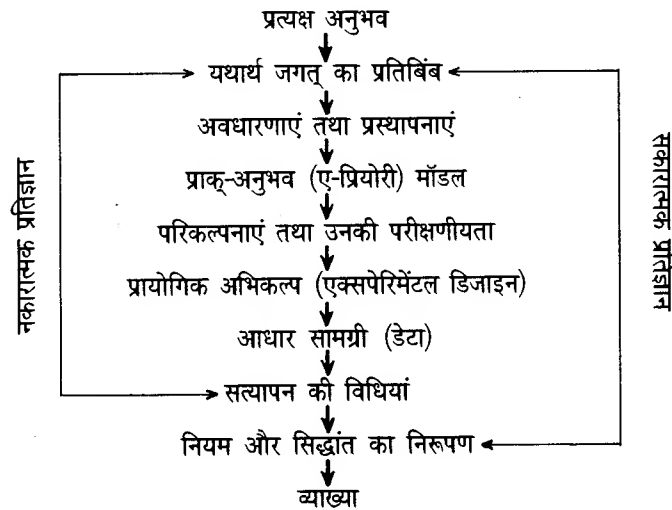 प्रत्यक्ष अनुभव
यथार्थ जगत् का प्रतिबिंब
अवधारणाएं तथा प्रस्थापनाएं
प्राक्-अनुभव (ए-प्रियोरी) मॉडल
परिकल्पनाएं तथा उनकी परीक्षणीयता
प्रायोगिक अभिकल्प (एक्सपेरिमेंटल डिजाइन)
आधार सामग्री (डेटा)
सत्यापन की विधियां
नियम और सिद्धांत का निरूपण
व्याख्या
नकारात्मक प्रतिज्ञान
सकारात्मक प्रतिज्ञान